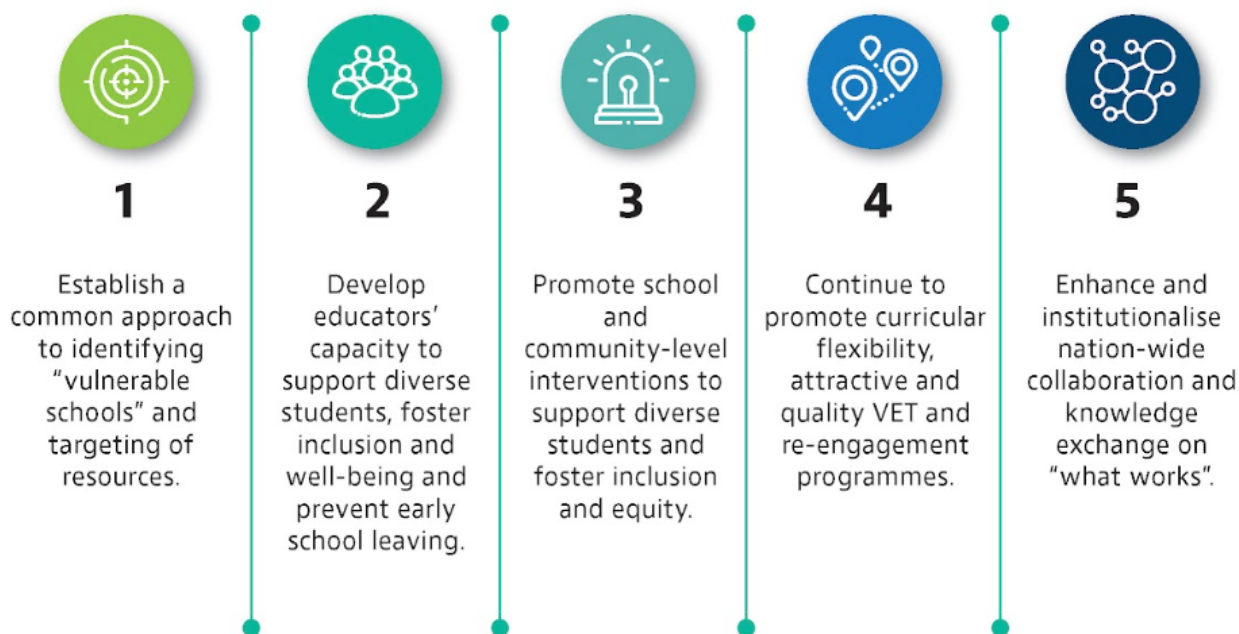 1
Establish a
common approach
to identifying
"vulnerable
schools" and
targeting of
resources.
2
Develop
educators'
capacity to
support diverse
students, foster
inclusion and
well-being and
prevent early
school leaving.
3
Promote school
and
community-level
interventions to
support diverse
students and
foster inclusion
and equity.
4
Continue to
promote curricular
flexibility,
attractive and
quality VET and
re-engagement
programmes.
5
Enhance and
institutionalise
nation-wide
collaboration and
knowledge
exchange on
"what works".